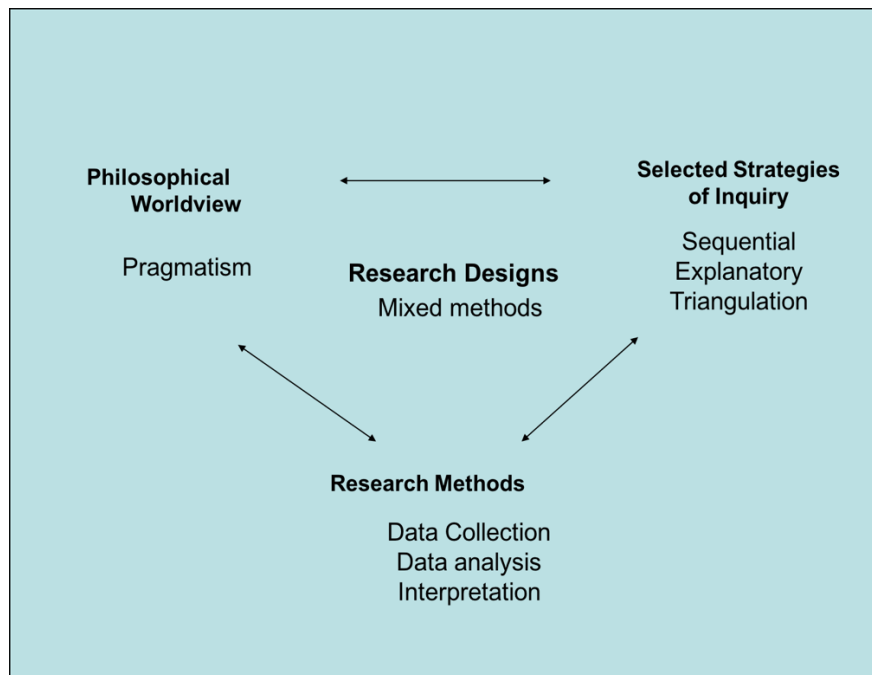 Philosophical
Worldview
Pragmatism
Selected Strategies
of Inquiry
Sequential
Explanatory
Triangulation
Research Designs
Mixed methods
Research Methods
Data Collection
Data analysis
Interpretation